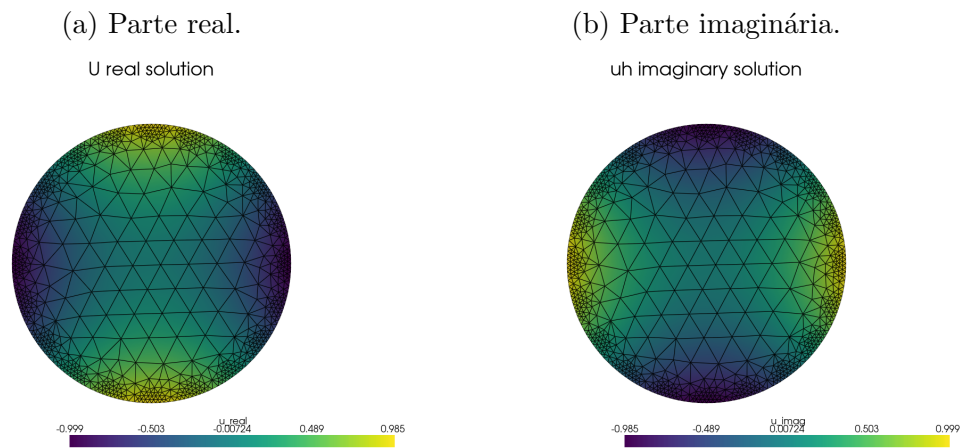 (a) Parte real.
(b) Parte imaginária.
U real solution
uh imaginary solution
u_real
-0.999 -0.503 -0.00724 0.489 0.985
u_imag
-0.985 -0.489 0.00724 0.503 0.999